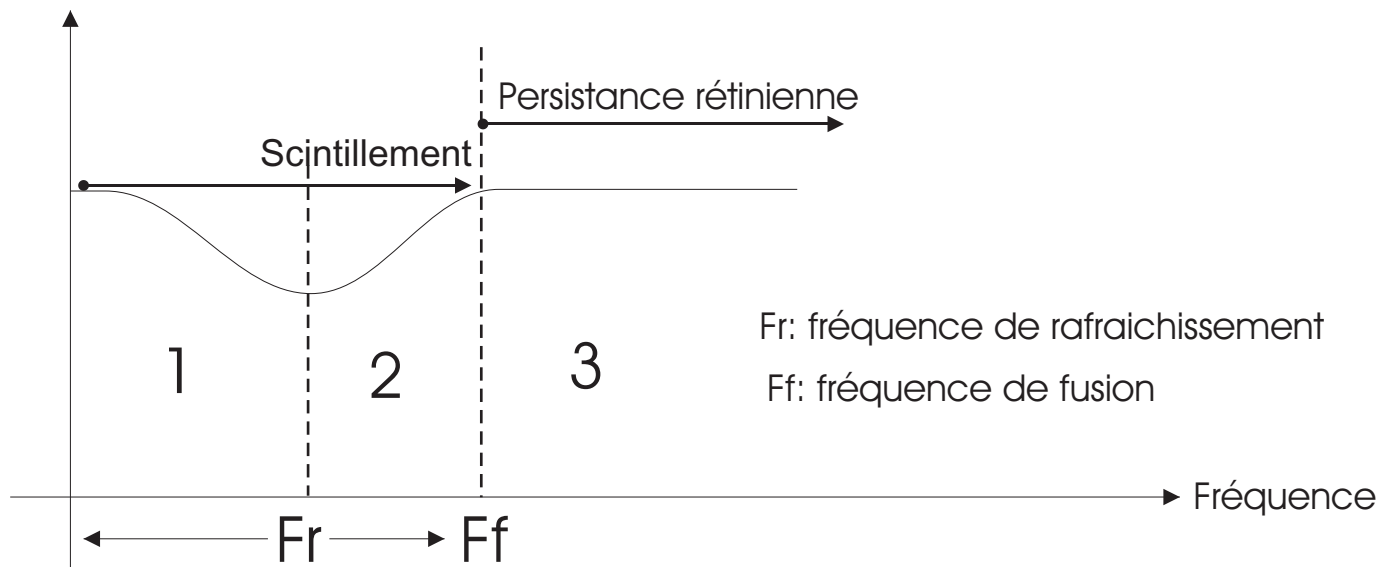 Persistance rétinienne
Scintillement
Fr: fréquence de rafraichissement
1
2
3
Ff: fréquence de fusion
Fréquence
Fr
Ff